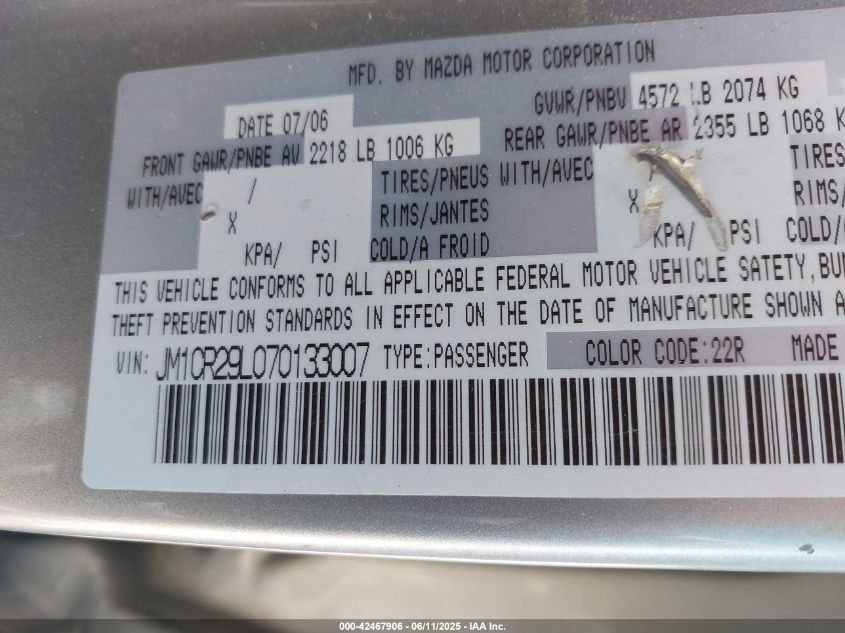 MFD. BY MAZDA MOTOR CORPORATION
DATE 07/06
GVWR/PNBV 4572 LB 2074 KG
FRONT GAWR/PNBE AV 2218 LB 1006 KG
REAR GAWR/PNBE AR 2355 LB 1068 K
WITH/AVEC / TIRES/PNEUS WITH/AVEC / TIRES
X RIMS/JANTES X RIMS/
KPA/ PSI COLD/A FROID KPA/ PSI COLD/
THIS VEHICLE CONFORMS TO ALL APPLICABLE FEDERAL MOTOR VEHICLE SATETY,BUM
THEFT PREVENTION STANDARDS IN EFFECT ON THE DATE OF MANUFACTURE SHOWN A
VIN: JM1CR29L070133007 TYPE:PASSENGER COLOR CODE:22R MADE
000-42467906 - 06/11/2025 - IAA Inc.